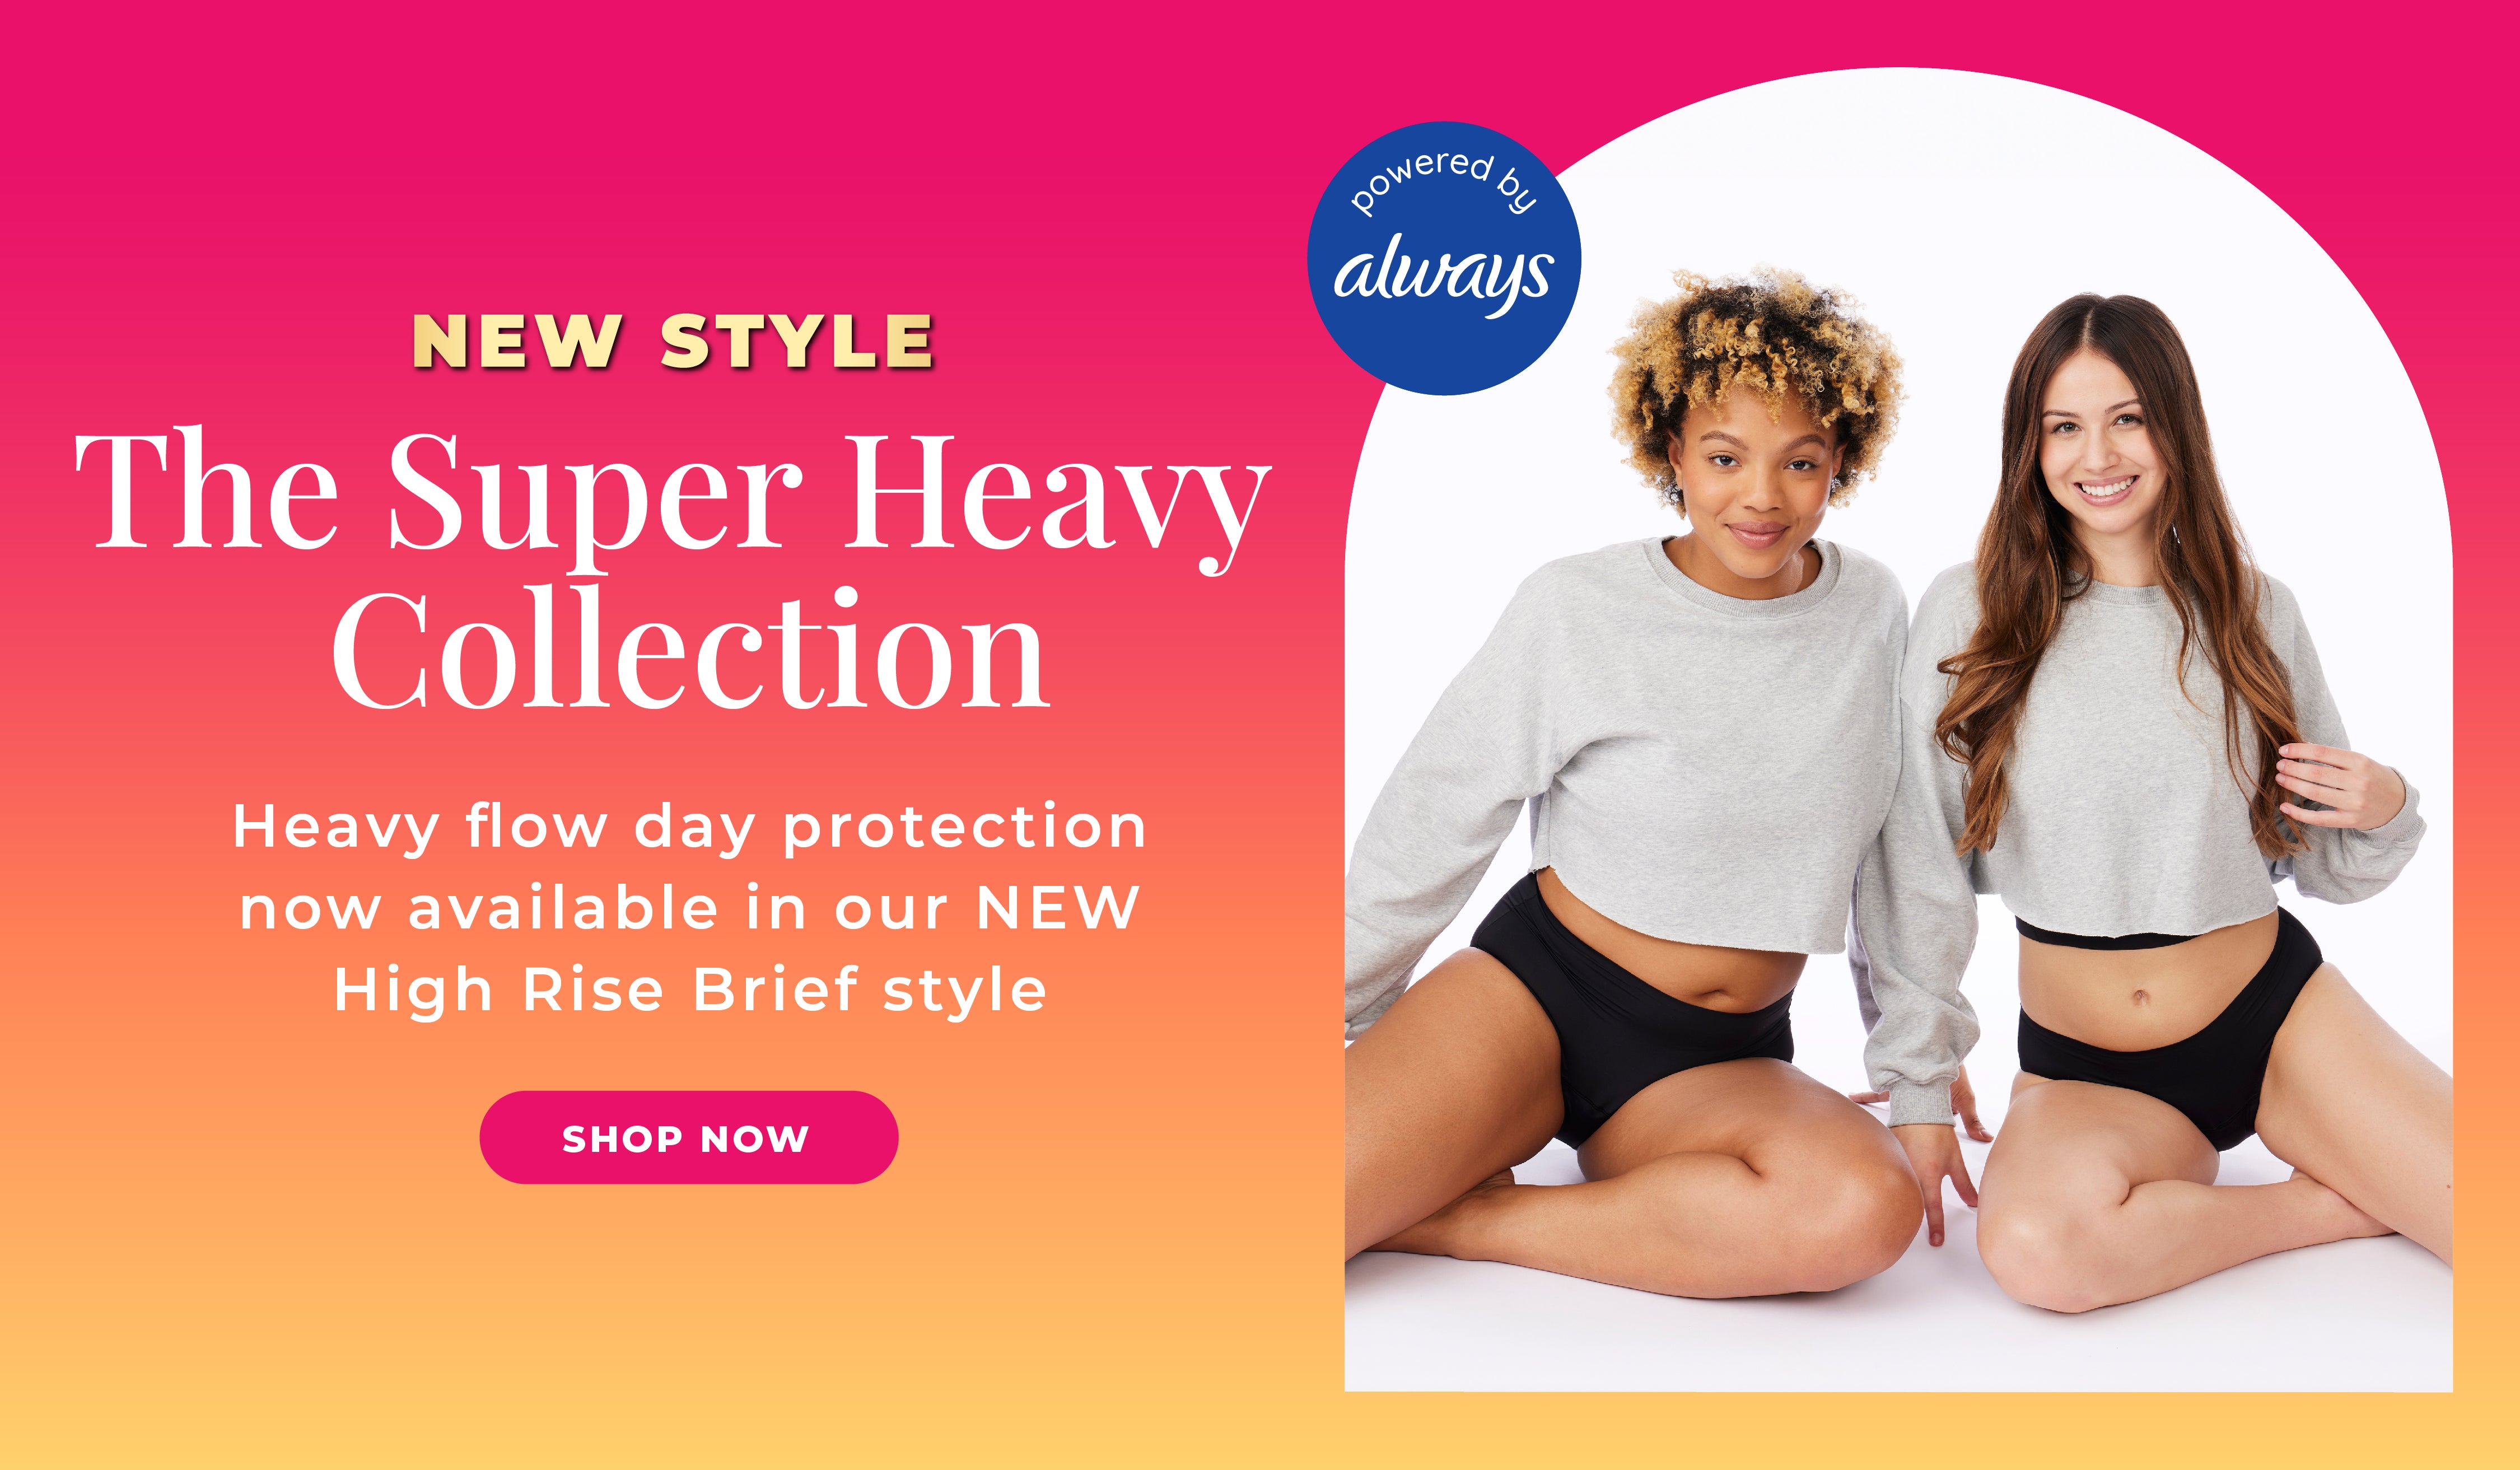 NEW STYLE
The Super Heavy
Collection
Heavy flow day protection
now available in our NEW
High Rise Brief style
SHOP NOW
powered by
always